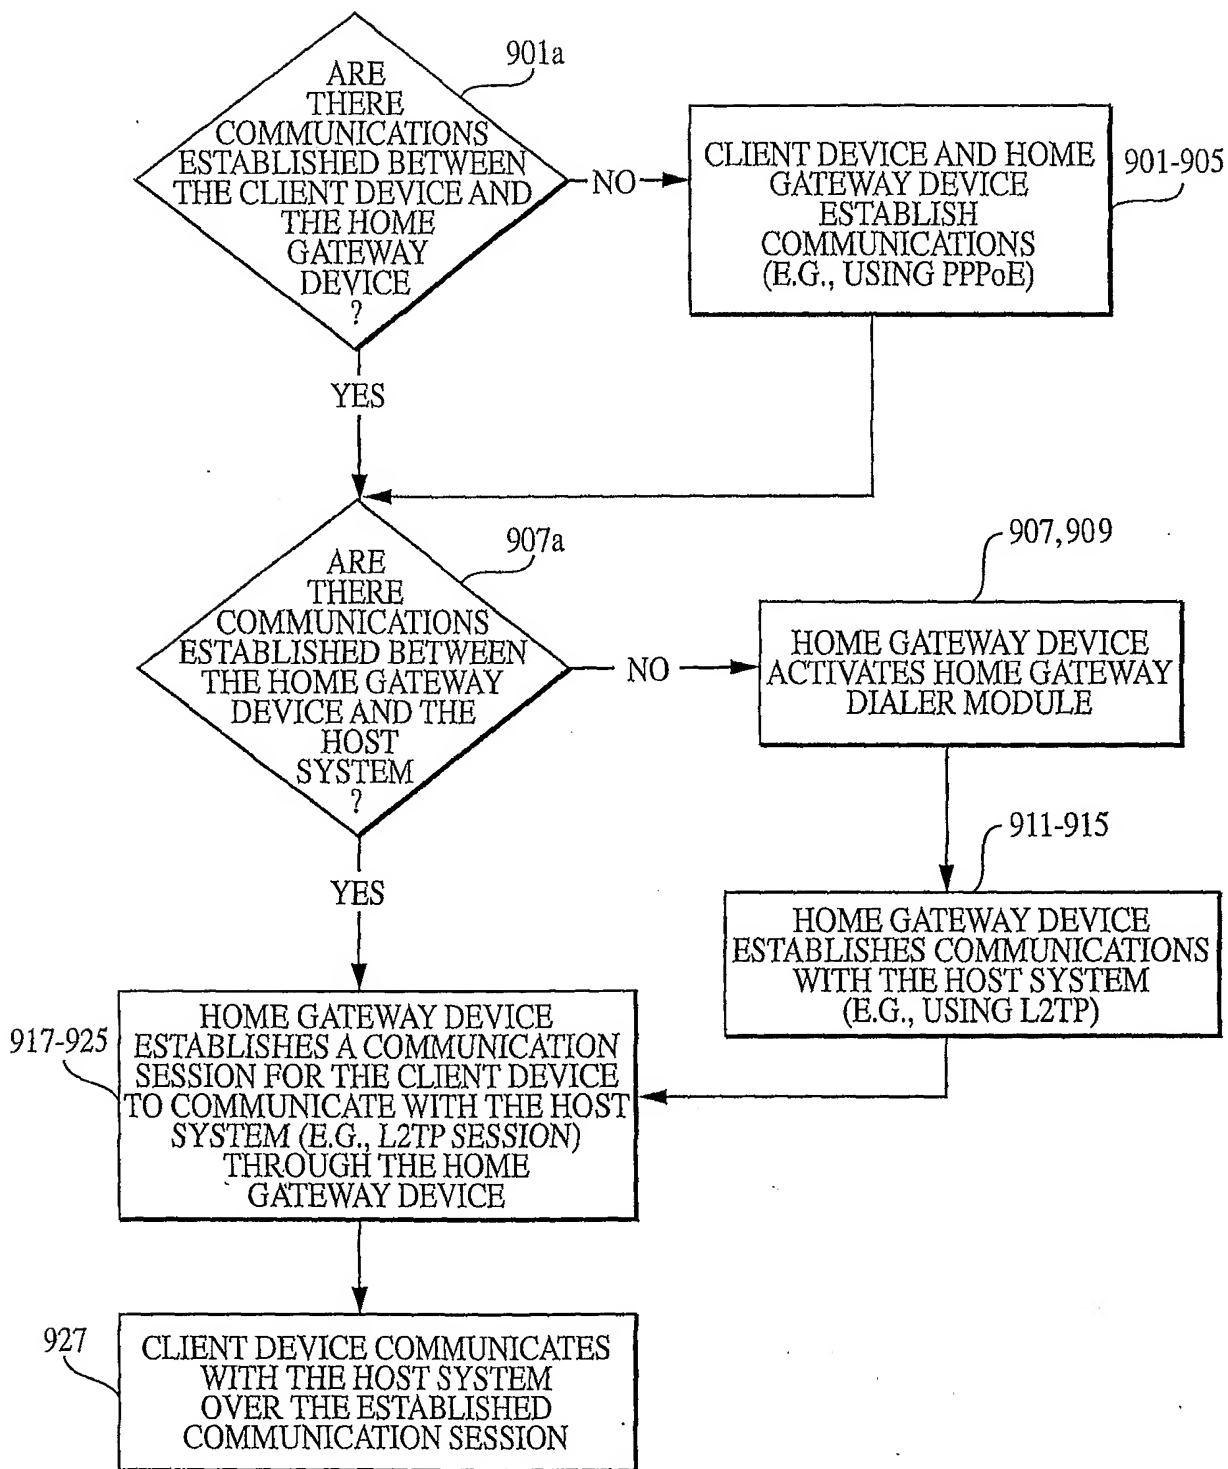 901a
ARE
THERE
COMMUNICATIONS
ESTABLISHED BETWEEN
THE CLIENT DEVICE AND
THE HOME
GATEWAY
DEVICE
?
NO
CLIENT DEVICE AND HOME
GATEWAY DEVICE
ESTABLISH
COMMUNICATIONS
(E.G., USING PPPoE)
901-905
YES
907a
ARE
THERE
COMMUNICATIONS
ESTABLISHED BETWEEN
THE HOME GATEWAY
DEVICE AND THE
HOST
SYSTEM
?
NO
907,909
HOME GATEWAY DEVICE
ACTIVATES HOME GATEWAY
DIALER MODULE
911-915
HOME GATEWAY DEVICE
ESTABLISHES COMMUNICATIONS
WITH THE HOST SYSTEM
(E.G., USING L2TP)
YES
917-925
HOME GATEWAY DEVICE
ESTABLISHES A COMMUNICATION
SESSION FOR THE CLIENT DEVICE
TO COMMUNICATE WITH THE HOST
SYSTEM (E.G., L2TP SESSION)
THROUGH THE HOME
GATEWAY DEVICE
927
CLIENT DEVICE COMMUNICATES
WITH THE HOST SYSTEM
OVER THE ESTABLISHED
COMMUNICATION SESSION